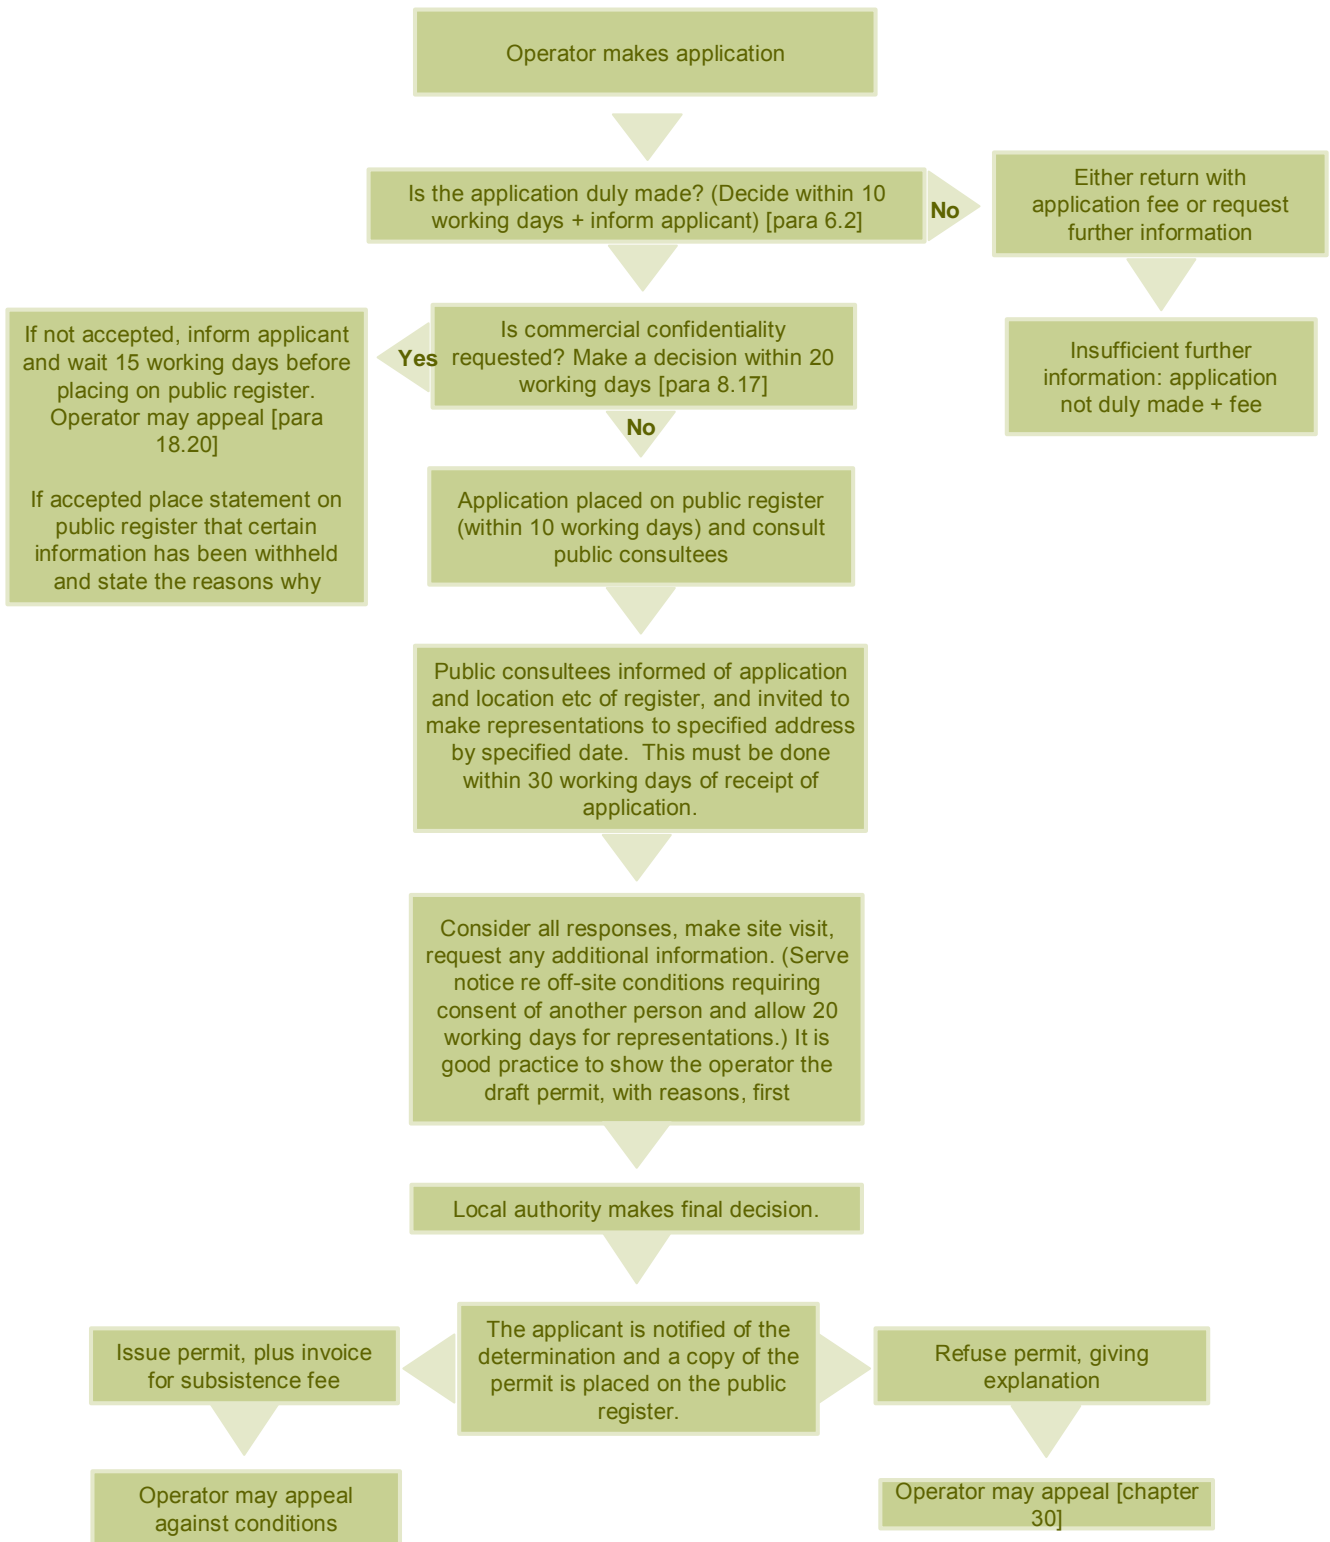 Operator makes application
Is the application duly made? (Decide within 10
working days + inform applicant) [para 6.2]
No
Either return with
application fee or request
further information
Insufficient further
information: application
not duly made + fee
Is commercial confidentiality
requested? Make a decision within 20
working days [para 8.17]
Yes
If not accepted, inform applicant
and wait 15 working days before
placing on public register.
Operator may appeal [para
18.20]
If accepted place statement on
public register that certain
information has been withheld
and state the reasons why
No
Application placed on public register
(within 10 working days) and consult
public consultees
Public consultees informed of application
and location etc of register, and invited to
make representations to specified address
by specified date.  This must be done
within 30 working days of receipt of
application.
Consider all responses, make site visit,
request any additional information. (Serve
notice re off-site conditions requiring
consent of another person and allow 20
working days for representations.) It is
good practice to show the operator the
draft permit, with reasons, first
Local authority makes final decision.
The applicant is notified of the
determination and a copy of the
permit is placed on the public
register.
Issue permit, plus invoice
for subsistence fee
Operator may appeal
against conditions
Refuse permit, giving
explanation
Operator may appeal [chapter
30]